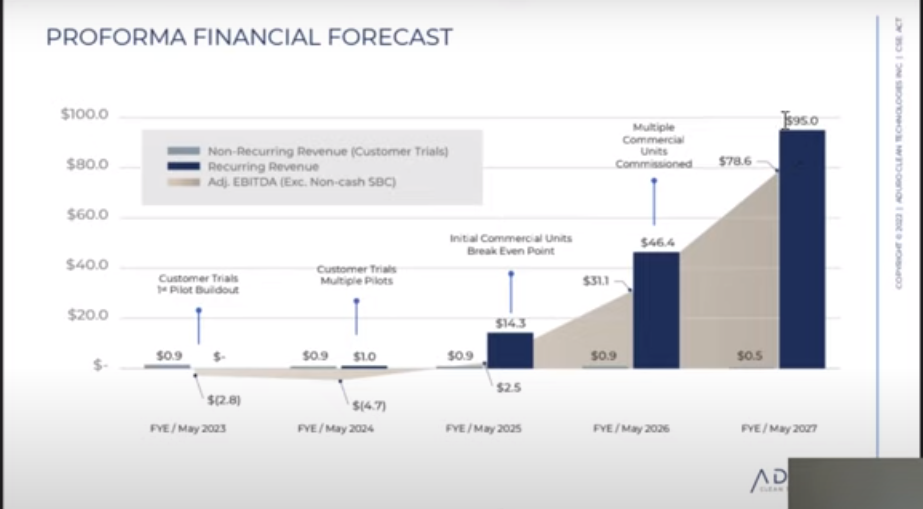 PROFORMA FINANCIAL FORECAST
$100.0
$80.0
$60.0
$40.0
$20.0
$-
Non-Recurring Revenue (Customer Trials)
Recurring Revenue
Adj. EBITDA (Exc. Non-cash SBC)
Customer Trials
1st Pilot Buildout
$0.9
$-
$(2.8)
FYE / May 2023
Customer Trials
Multiple Pilots
$0.9
$1.0
$(4.7)
FYE / May 2024
Initial Commercial Units
Break Even Point
$0.9
$14.3
$2.5
FYE / May 2025
Multiple
Commercial
Units
Commissioned
$31.1
$46.4
$0.9
FYE / May 2026
$78.6
$95.0
$0.5
FYE / May 2027
COPYRIGHT © 2023 | ADURO CLEAN TECHNOLOGIES INC. | CSE: ACT
AD
CLEAN